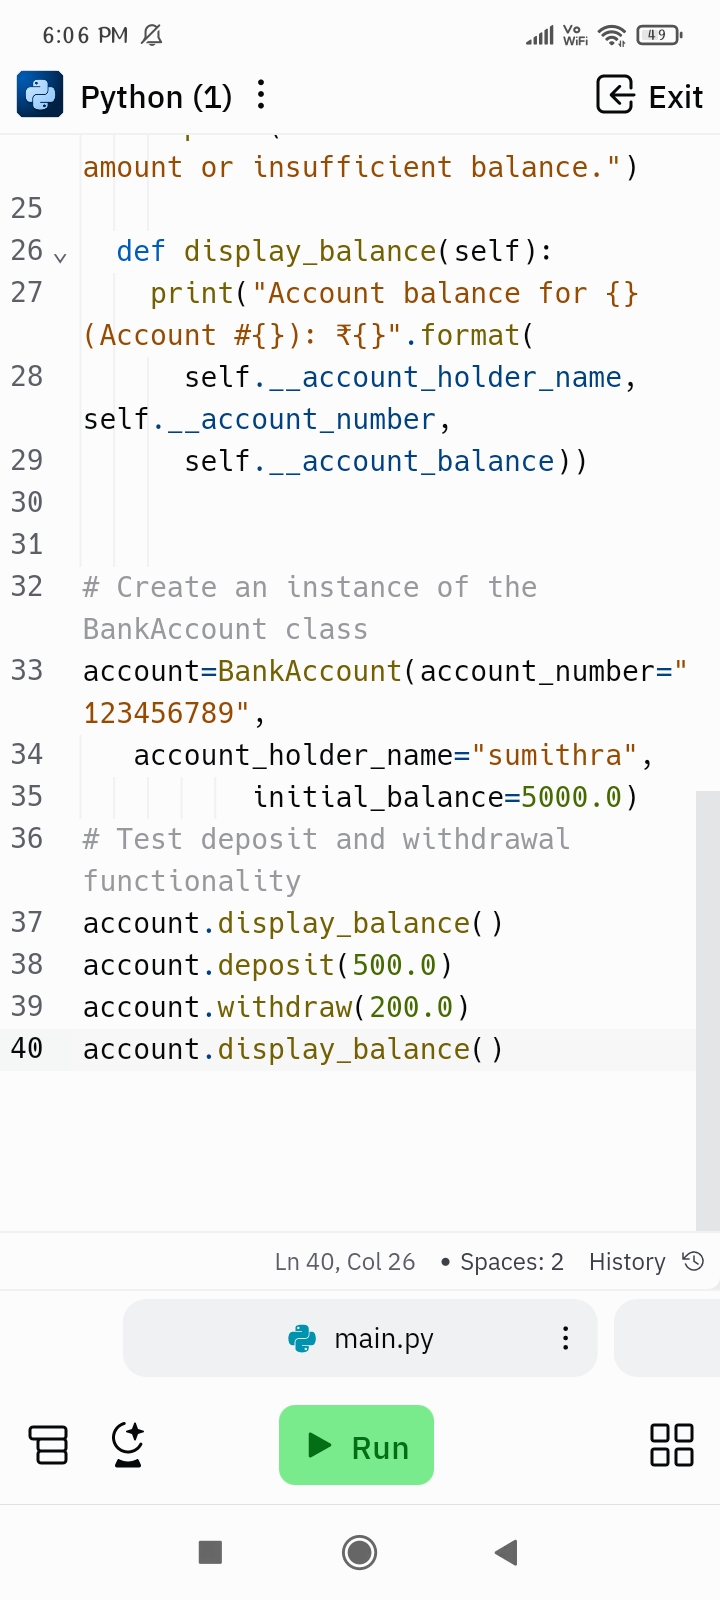 6:06 PM Vo WiFi 49
Python (1) Exit
amount or insufficient balance.")
25
26 def display_balance(self):
27 print("Account balance for {}
(Account #{}): ₹{}".format(
28 self.__account_holder_name,
self.__account_number,
29 self.__account_balance))
30
31
32 # Create an instance of the
BankAccount class
33 account=BankAccount(account_number="
123456789",
34 account_holder_name="sumithra",
35 initial_balance=5000.0)
36 # Test deposit and withdrawal
functionality
37 account.display_balance()
38 account.deposit(500.0)
39 account.withdraw(200.0)
40 account.display_balance()
Ln 40, Col 26 • Spaces: 2 History
main.py
Run